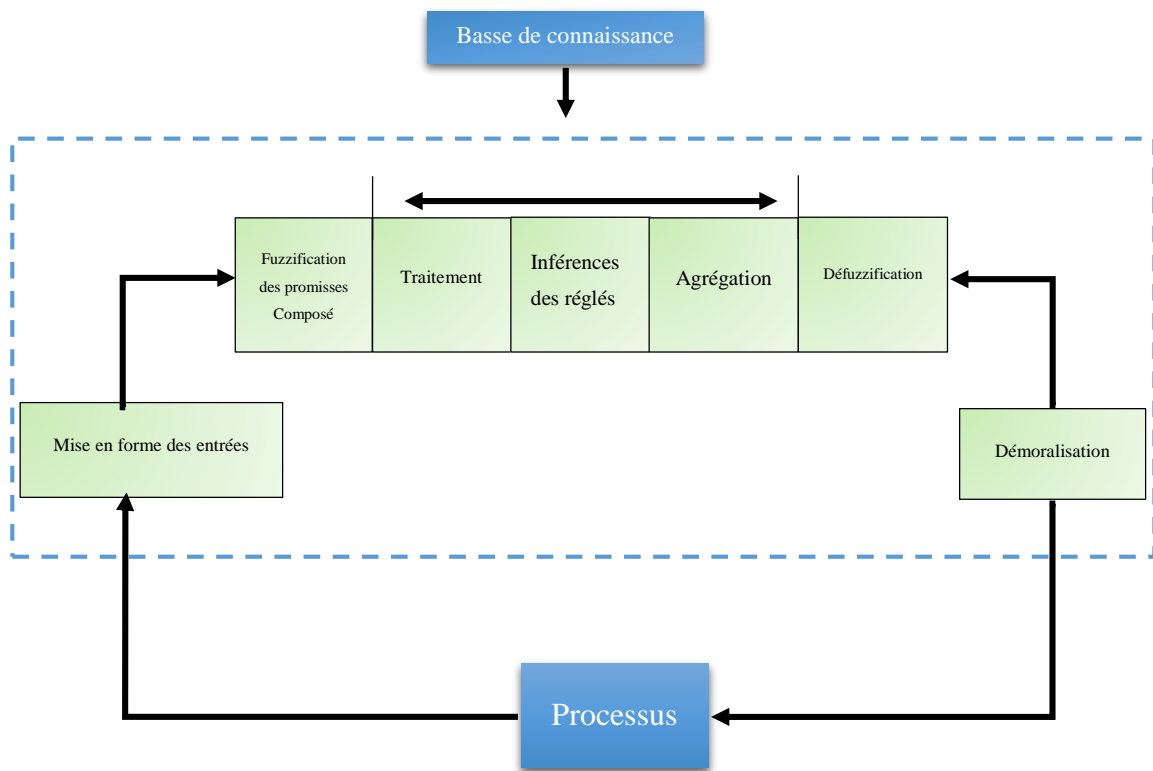 Basse de connaissance
Fuzzification
des promisses
Composé
Traitement
Inférences
des réglés
Agrégation
Défuzzification
Mise en forme des entrées
Démoralisation
Processus